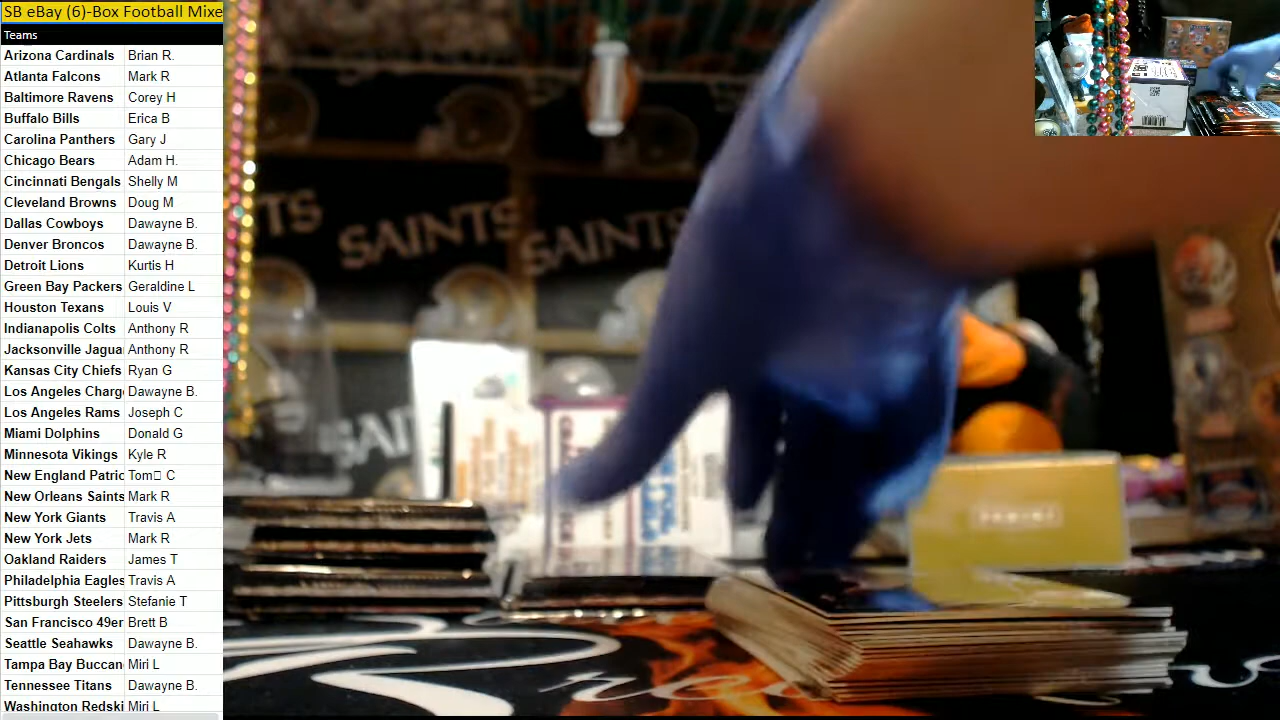 SB eBay (6)-Box Football Mixe
Teams
Arizona Cardinals Brian R.
Atlanta Falcons Mark R
Baltimore Ravens Corey H
Buffalo Bills Erica B
Carolina Panthers Gary J
Chicago Bears Adam H.
Cincinnati Bengals Shelly M
Cleveland Browns Doug M
Dallas Cowboys Dawayne B.
Denver Broncos Dawayne B.
Detroit Lions Kurtis H
Green Bay Packers Geraldine L
Houston Texans Louis V
Indianapolis Colts Anthony R
Jacksonville Jagua Anthony R
Kansas City Chiefs Ryan G
Los Angeles Charg Dawayne B.
Los Angeles Rams Joseph C
Miami Dolphins Donald G
Minnesota Vikings Kyle R
New England Patric Tom□ C
New Orleans Saints Mark R
New York Giants Travis A
New York Jets Mark R
Oakland Raiders James T
Philadelphia Eagles Travis A
Pittsburgh Steelers Stefanie T
San Francisco 49er Brett B
Seattle Seahawks Dawayne B.
Tampa Bay Buccan Miri L
Tennessee Titans Dawayne B.
Washington Redski Miri L
NTS
SAINTS
SAINTS
SAI
PANINI